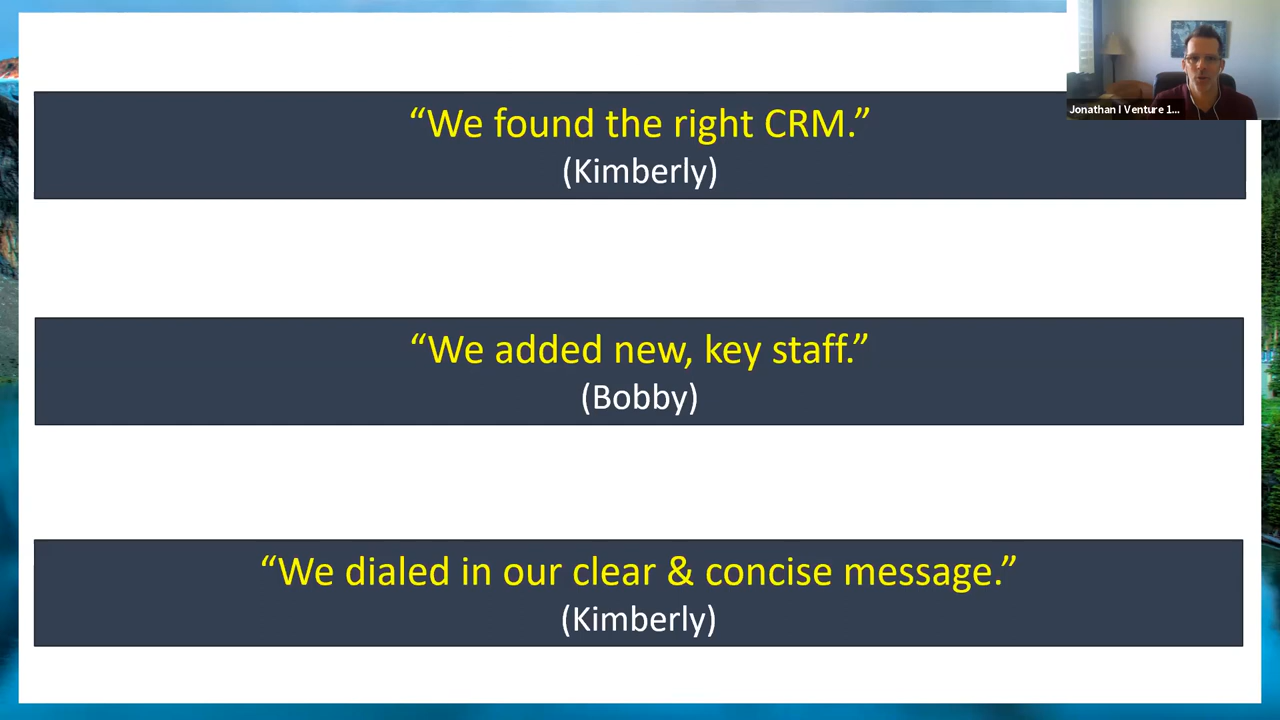 “We found the right CRM.”
(Kimberly)
Jonathan I Venture 1...
“We added new, key staff.”
(Bobby)
“We dialed in our clear & concise message.”
(Kimberly)